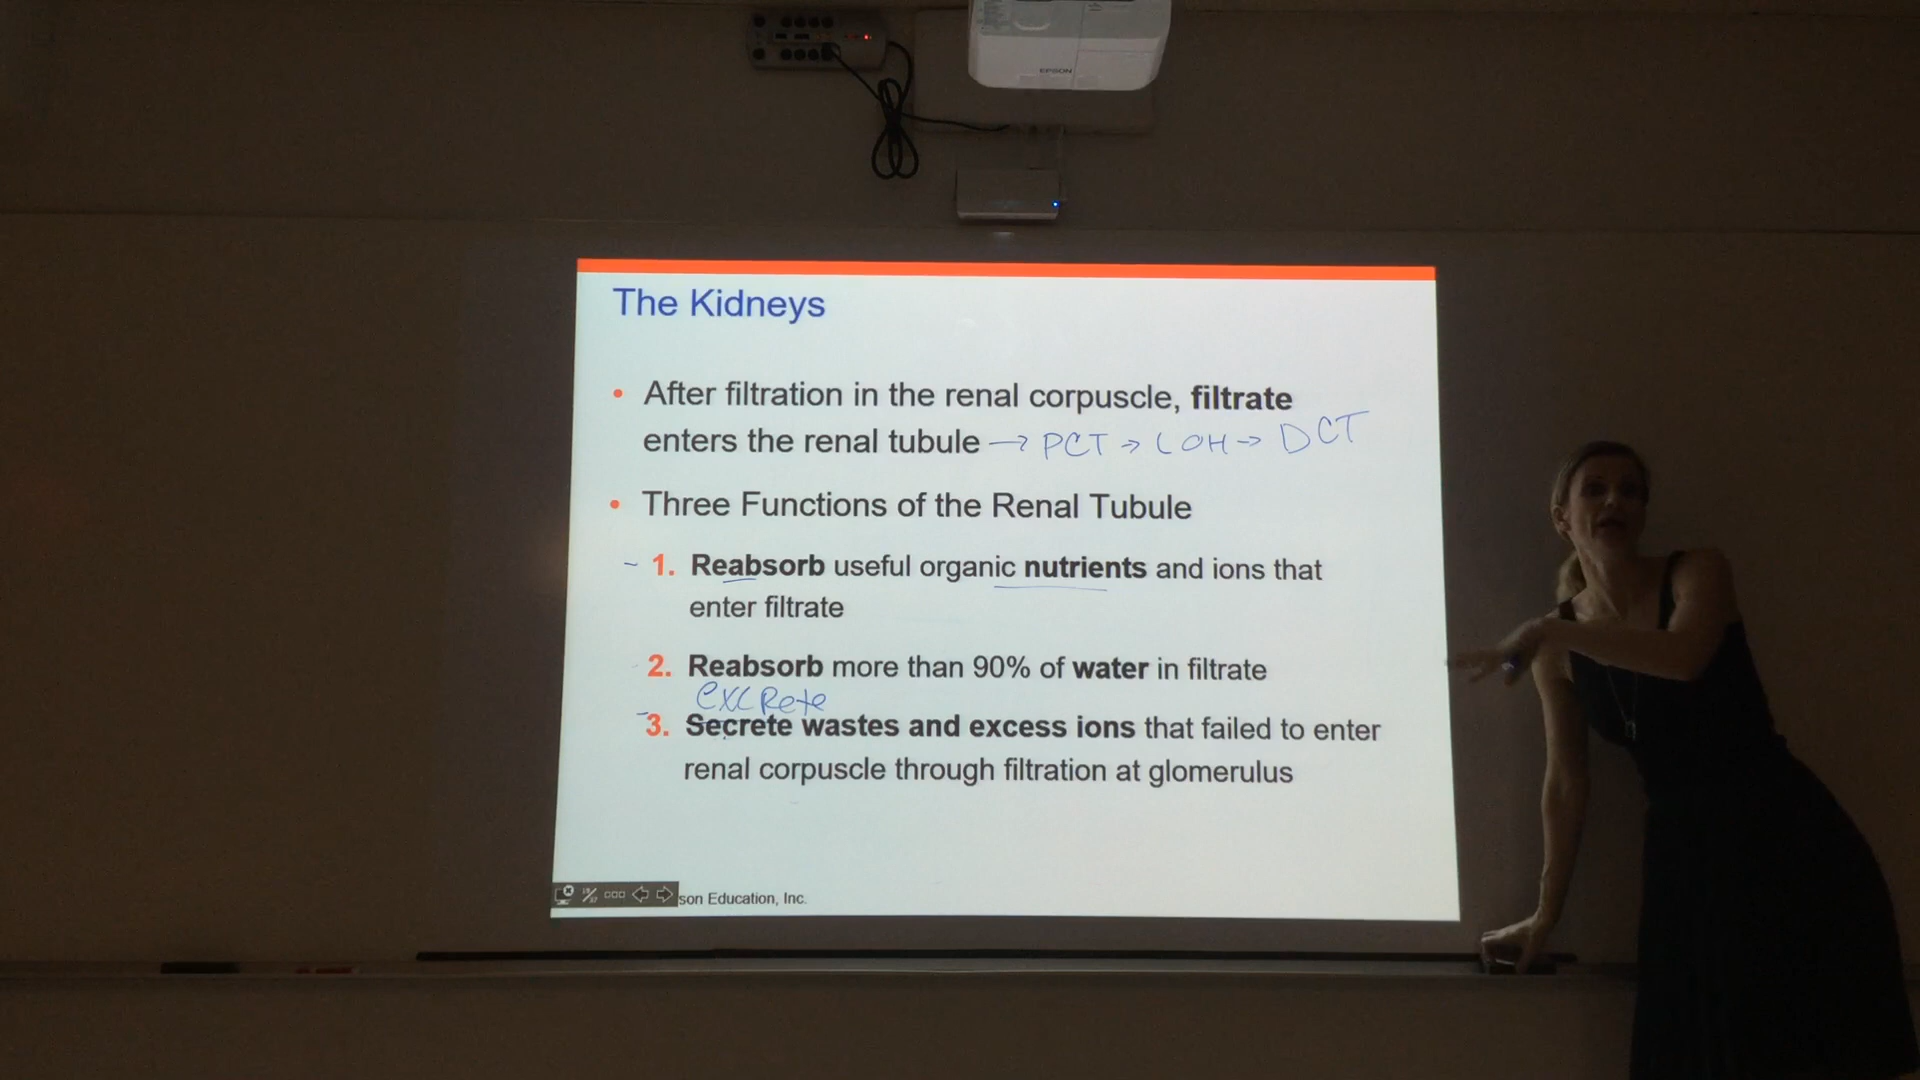 EPSON
The Kidneys
• After filtration in the renal corpuscle, filtrate
enters the renal tubule → PCT → LOH → DCT
• Three Functions of the Renal Tubule
1. Reabsorb useful organic nutrients and ions that
enter filtrate
2. Reabsorb more than 90% of water in filtrate
excrete
3. Secrete wastes and excess ions that failed to enter
renal corpuscle through filtration at glomerulus
son Education, Inc.